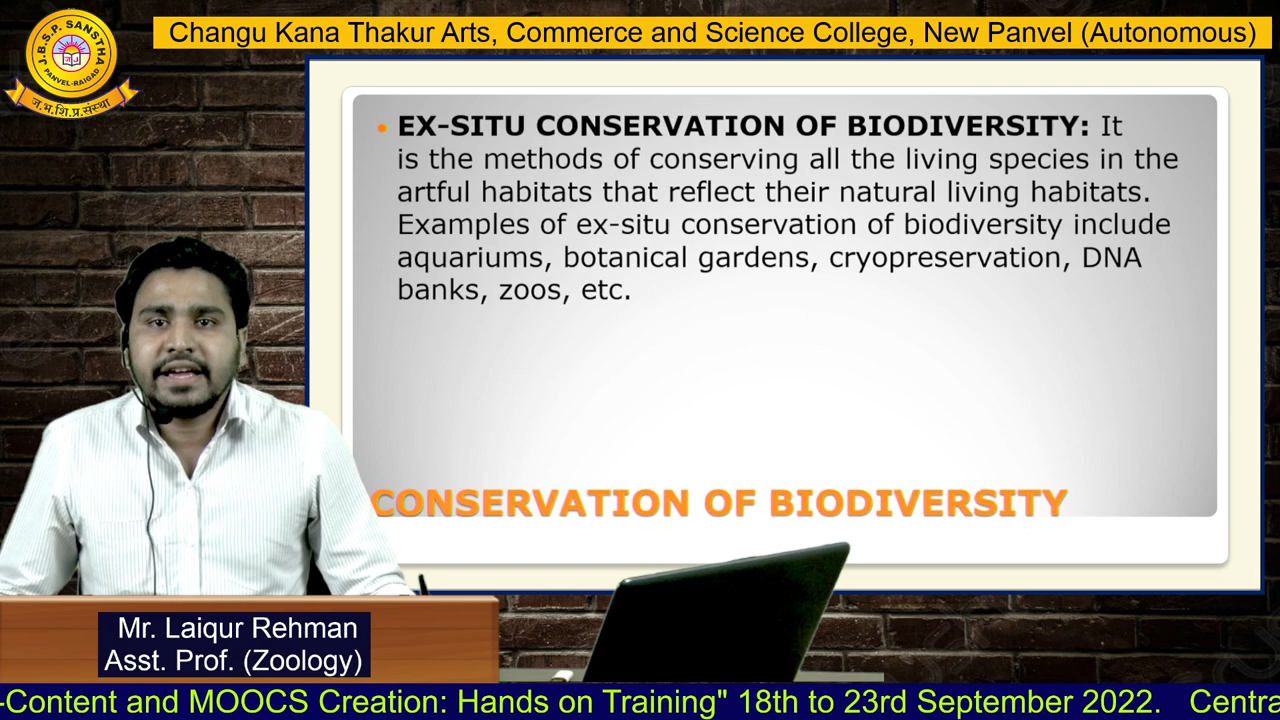 Changu Kana Thakur Arts, Commerce and Science College, New Panvel (Autonomous)
J.B.S.P. SANSTHA
PANVEL-RAIGAD
ज.भ.शि.प्र.संस्था
• EX-SITU CONSERVATION OF BIODIVERSITY: It
is the methods of conserving all the living species in the
artful habitats that reflect their natural living habitats.
Examples of ex-situ conservation of biodiversity include
aquariums, botanical gardens, cryopreservation, DNA
banks, zoos, etc.
CONSERVATION OF BIODIVERSITY
Mr. Laiqur Rehman
Asst. Prof. (Zoology)
-Content and MOOCS Creation: Hands on Training" 18th to 23rd September 2022. Centra